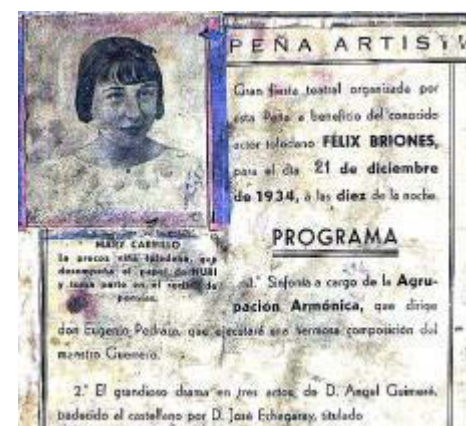 PEÑA ARTIS
Gran fiesta teatral organizada por
esta Peña a beneficio del conocido
actor toledano FELIX BRIONES,
para el día 21 de diciembre
de 1934, a las diez de la noche.
MARY CARRILLO
la precoz niña toledana, que
desempeña el papel de NURI
y toma parte en el recital de
poesías.
PROGRAMA
1.° Sinfonía a cargo de la Agru-
pación Armónica, que dirige
don Eugenio Pedraza, que ejecutará una hermosa composición del
maestro Guerrero.
2.° El grandioso drama en tres actos, de D. Angel Guimerá,
traducido al castellano por D. José Echegaray, titulado